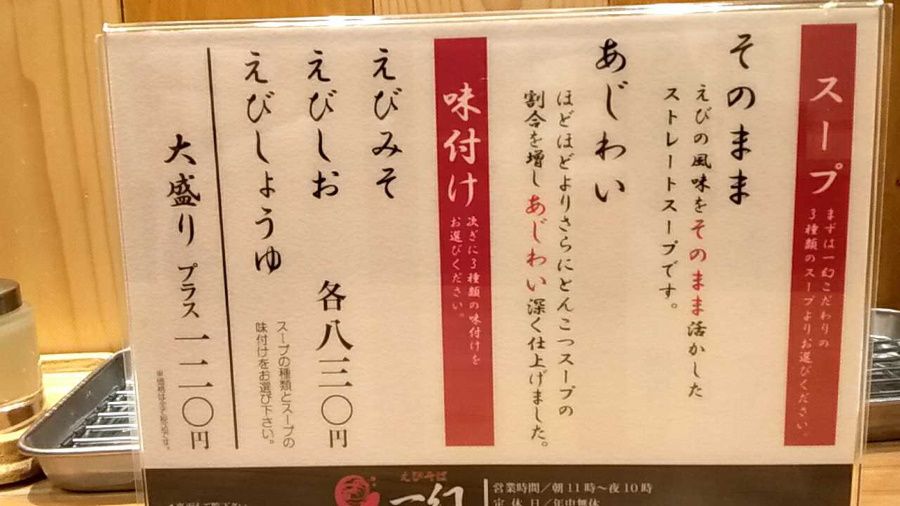 スープ
まずは一幻こだわりの
3種類のスープよりお選びください。
そのまま
えびの風味をそのまま活かした
ストレートスープです。
あじわい
ほどほどよりさらにとんこつスープの
割合を増しあじわい深く仕上げました。
味付け
次ぎに3種類の味付けを
お選びください。
えびみそ
えびしお
えびしょうゆ
各八三〇円
スープの種類とスープの
味付けをお選び下さい。
大盛り プラス 一二〇円
※価格は全て税込です。
えびそば
一幻
営業時間/朝11時〜夜10時
定休日/年中無休